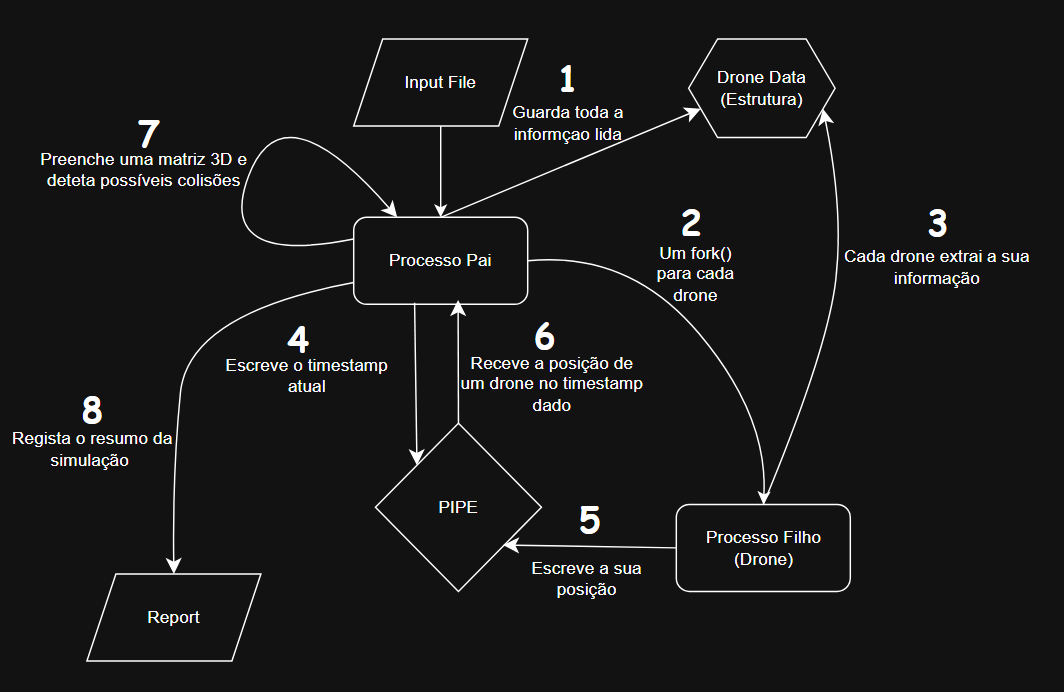 Input File
1
Guarda toda a
informçao lida
Drone Data
(Estrutura)
7
Preenche uma matriz 3D e
deteta possíveis colisões
Processo Pai
2
Um fork()
para cada
drone
3
Cada drone extrai a sua
informação
4
Escreve o timestamp
atual
6
Receve a posição de
um drone no timestamp
dado
8
Regista o resumo da
simulação
PIPE
5
Escreve a sua
posição
Processo Filho
(Drone)
Report